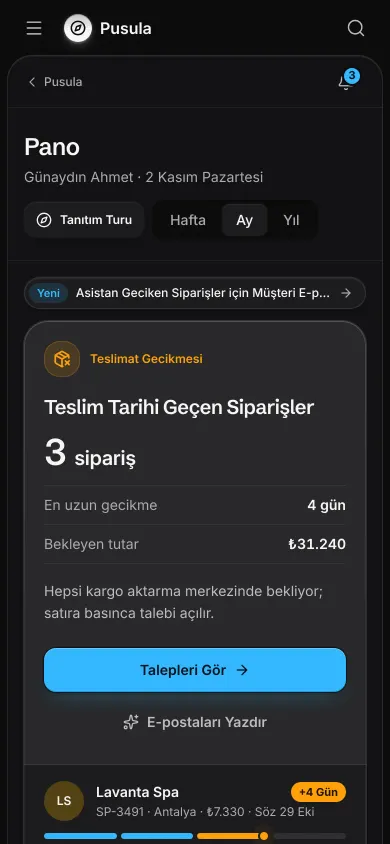 Pusula
Pusula
3
Pano
Günaydın Ahmet · 2 Kasım Pazartesi
Tanıtım Turu
Hafta
Ay
Yıl
Yeni
Asistan Geciken Siparişler için Müşteri E-p...
Teslimat Gecikmesi
Teslim Tarihi Geçen Siparişler
3 sipariş
En uzun gecikme
4 gün
Bekleyen tutar
₺31.240
Hepsi kargo aktarma merkezinde bekliyor;
satıra basınca talebi açılır.
Talepleri Gör
E-postaları Yazdır
LS
Lavanta Spa
+4 Gün
SP-3491 · Antalya · ₺7.330 · Söz 29 Eki